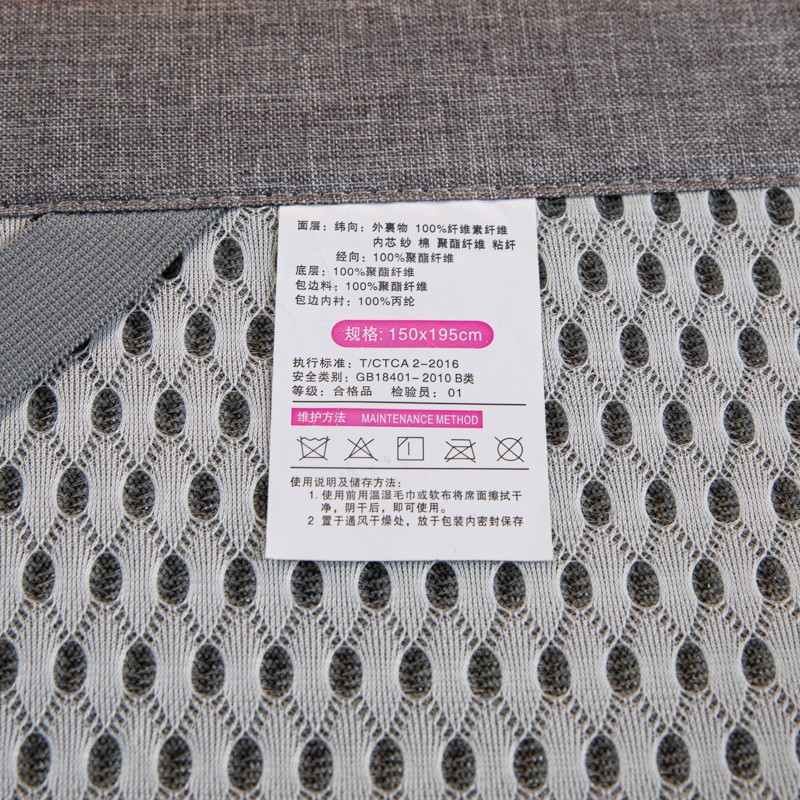 面层：纬向：外裹物 100%纤维素纤维
内芯 纱 棉 聚酯纤维 粘纤
经向：100%聚酯纤维
底层：100%聚酯纤维
包边料：100%聚酯纤维
包边内衬：100%丙纶
规格: 150x195cm
执行标准：T/CTCA 2-2016
安全类别：GB18401-2010 B类
等级：合格品 检验员：01
维护方法 MAINTENANCE METHOD
使用说明及储存方法：
1. 使用前用温湿毛巾或软布将席面擦拭干
净，阴干后，即可使用。
2 置于通风干燥处，放于包装内密封保存